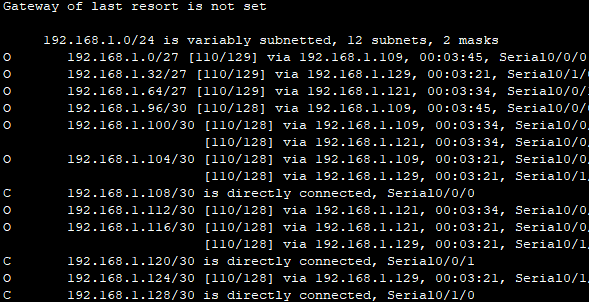 Gateway of last resort is not set
192.168.1.0/24 is variably subnetted, 12 subnets, 2 masks
O 192.168.1.0/27 [110/129] via 192.168.1.109, 00:03:45, Serial0/0/0
O 192.168.1.32/27 [110/129] via 192.168.1.129, 00:03:21, Serial0/1/
O 192.168.1.64/27 [110/129] via 192.168.1.121, 00:03:34, Serial0/0/
O 192.168.1.96/30 [110/128] via 192.168.1.109, 00:03:45, Serial0/0/
O 192.168.1.100/30 [110/128] via 192.168.1.109, 00:03:34, Serial0/0/
[110/128] via 192.168.1.121, 00:03:34, Serial0/0/
O 192.168.1.104/30 [110/128] via 192.168.1.109, 00:03:21, Serial0/0/
[110/128] via 192.168.1.129, 00:03:21, Serial0/1/
C 192.168.1.108/30 is directly connected, Serial0/0/0
O 192.168.1.112/30 [110/128] via 192.168.1.121, 00:03:34, Serial0/0/
O 192.168.1.116/30 [110/128] via 192.168.1.121, 00:03:21, Serial0/0/
[110/128] via 192.168.1.129, 00:03:21, Serial0/1/
C 192.168.1.120/30 is directly connected, Serial0/0/1
O 192.168.1.124/30 [110/128] via 192.168.1.129, 00:03:21, Serial0/1/
C 192.168.1.128/30 is directly connected, Serial0/1/0